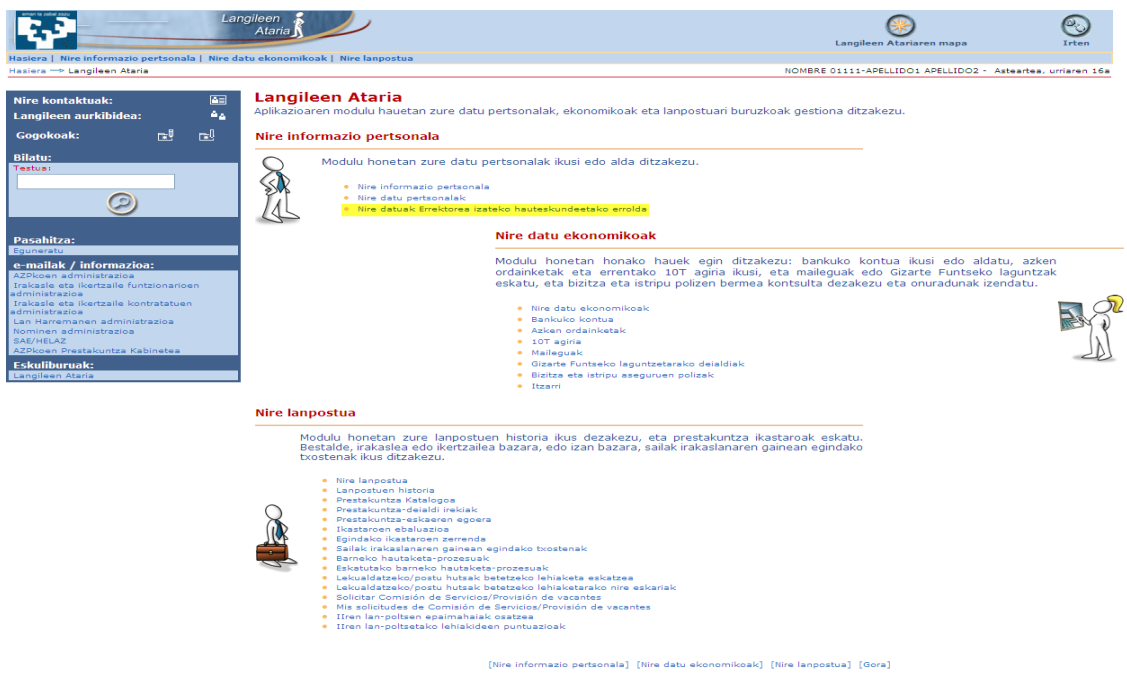 eman ta zabal zazu
Langileen
Ataria
Langileen Atariaren mapa
Irten
Hasiera | Nire informazio pertsonala | Nire datu ekonomikoak | Nire lanpostua
Hasiera Langileen Ataria
NOMBRE 01111-APELLIDO1 APELLIDO2 - Asteartea, urriaren 16a
Nire kontaktuak:
Langileen aurkibidea:
Gogokoak:
Bilatu:
Testua:
Pasahitza:
Eguneratu
e-mailak / informazioa:
AZPkoen administrazioa
Irakasle eta ikertzaile funtzionarioen
administrazioa
Irakasle eta ikertzaile kontratatuen
administrazioa
Lan Harremanen administrazioa
Nominen administrazioa
SAE/HELAZ
AZPkoen Prestakuntza Kabinetea
Eskuliburuak:
Langileen Ataria
Langileen Ataria
Aplikazioaren modulu hauetan zure datu pertsonalak, ekonomikoak eta lanpostuari buruzkoak gestiona ditzakezu.
Nire informazio pertsonala
Modulu honetan zure datu pertsonalak ikusi edo alda ditzakezu.
Nire informazio pertsonala
Nire datu pertsonalak
Nire datuak Errektorea izateko hauteskundeetako errolda
Nire datu ekonomikoak
Modulu honetan honako hauek egin ditzakezu: bankuko kontua ikusi edo aldatu, azken
ordainketak eta errentako 10T agiria ikusi, eta maileguak edo Gizarte Funtseko laguntzak
eskatu, eta bizitza eta istripu polizen bermea kontsulta dezakezu eta onuradunak izendatu.
Nire datu ekonomikoak
Bankuko kontua
Azken ordainketak
10T agiria
Maileguak
Gizarte Funtseko laguntzetarako deialdiak
Bizitza eta istripu aseguruen polizak
Itzarri
Nire lanpostua
Modulu honetan zure lanpostuen historia ikus dezakezu, eta prestakuntza ikastaroak eskatu.
Bestalde, irakaslea edo ikertzailea bazara, edo izan bazara, sailak irakaslanaren gainean egindako
txostenak ikus ditzakezu.
Nire lanpostua
Lanpostuen historia
Prestakuntza Katalogoa
Prestakuntza-deialdi irekiak
Prestakuntza-eskaeren egoera
Ikastaroen ebaluazioa
Egindako ikastaroen zerrenda
Sailak irakaslanaren gainean egindako txostenak
Barneko hautaketa-prozesuak
Eskatutako barneko hautaketa-prozesuak
Lekualdatzeko/postu hutsak betetzeko lehiaketa eskatzea
Lekualdatzeko/postu hutsak betetzeko lehiaketarako nire eskariak
Solicitar Comisión de Servicios/Provisión de vacantes
Mis solicitudes de Comisión de Servicios/Provisión de vacantes
IIren lan-poltsen epaimahaiak osatzea
IIren lan-poltsetako lehiakideen puntuazioak
[Nire informazio pertsonala] [Nire datu ekonomikoak] [Nire lanpostua] [Gora]